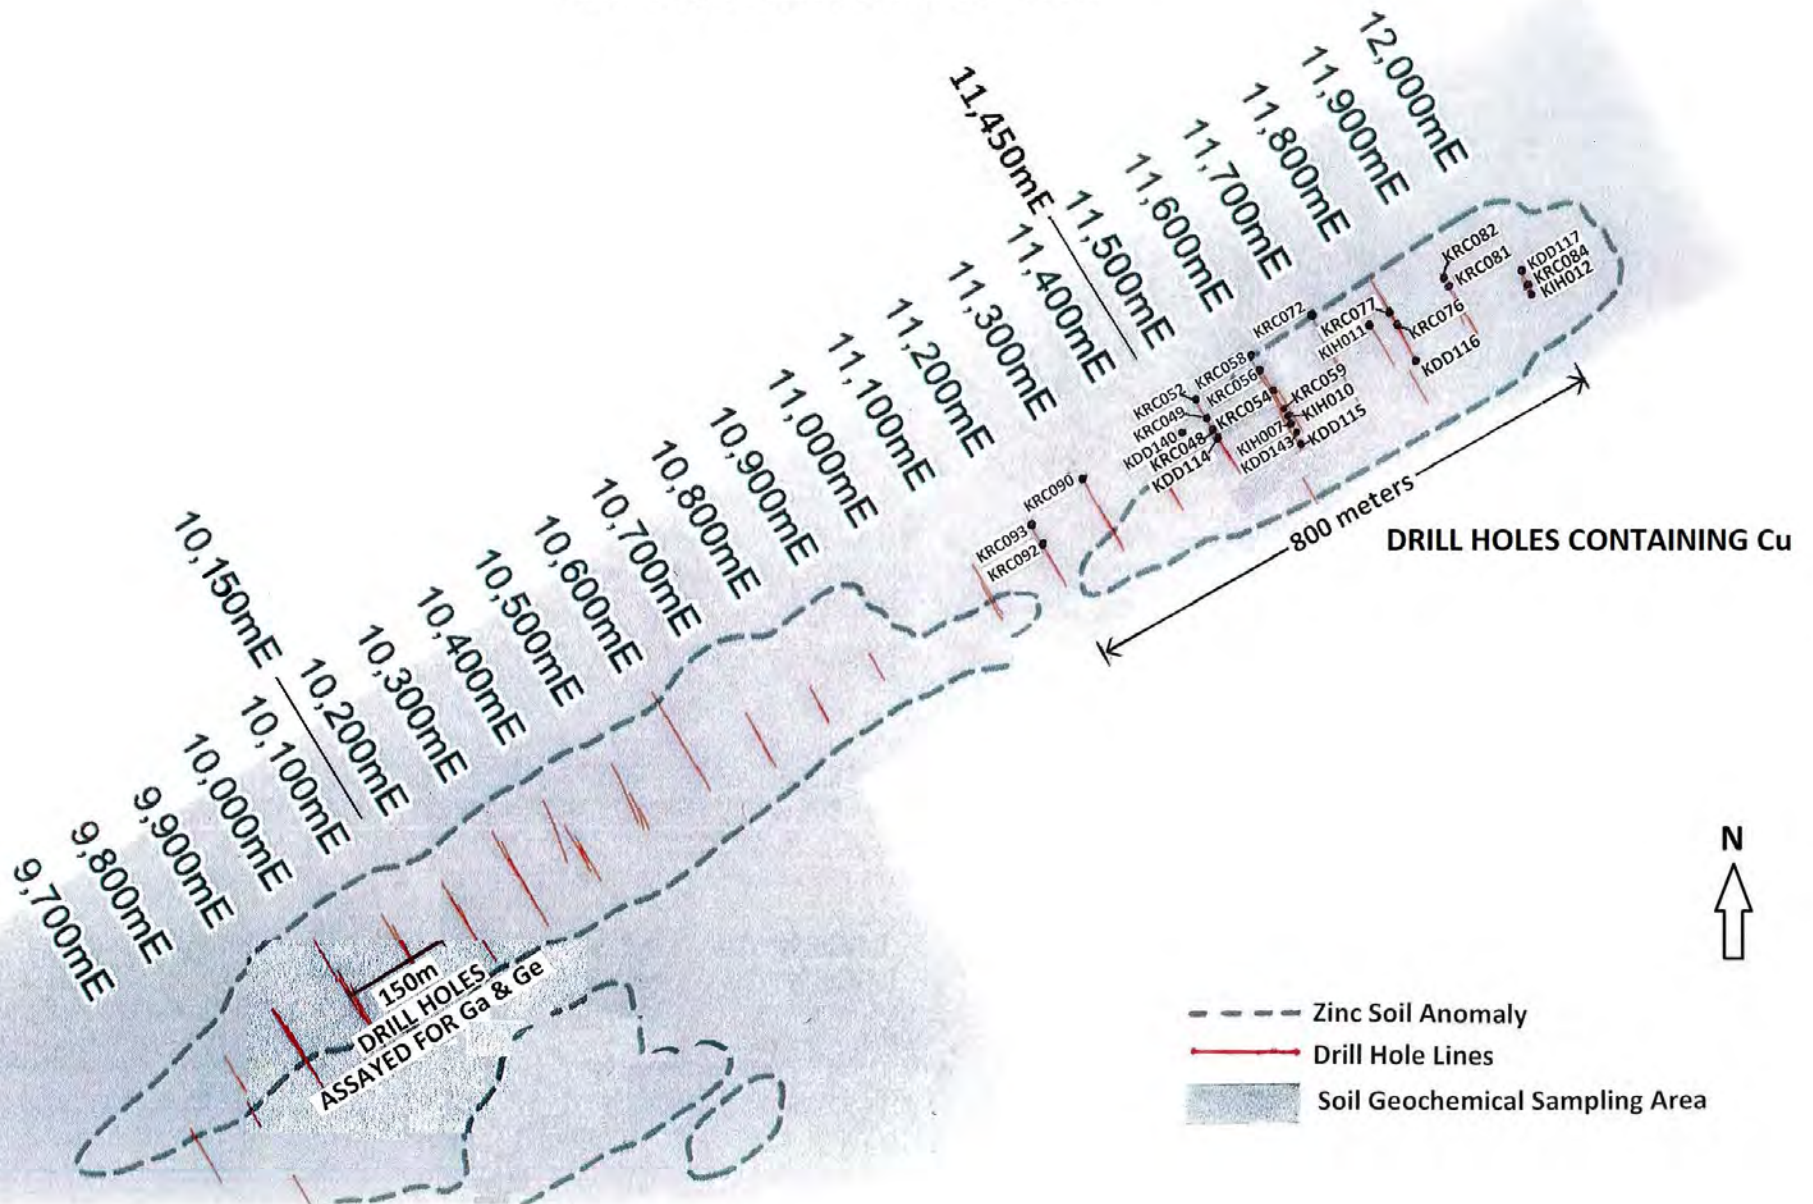 12,000mE
11,900mE
11,800mE
11,700mE
11,600mE
11,500mE
11,450mE
11,400mE
11,300mE
11,200mE
11,100mE
11,000mE
10,900mE
10,800mE
10,700mE
10,600mE
10,500mE
10,400mE
10,300mE
10,200mE
10,150mE
10,100mE
10,000mE
9,900mE
9,800mE
9,700mE
KRC082
KRC081
KDD117
KRC084
KIH012
KRC072
KRC077
KIH011
KRC076
KDD116
KRC058
KRC056
KRC054
KRC059
KIH010
KIH007
KDD143
KDD115
KRC052
KRC049
KDD140
KRC048
KDD114
KRC090
KRC093
KRC092
800 meters
DRILL HOLES CONTAINING Cu
150m
DRILL HOLES
ASSAYED FOR Ga & Ge
N
Zinc Soil Anomaly
Drill Hole Lines
Soil Geochemical Sampling Area